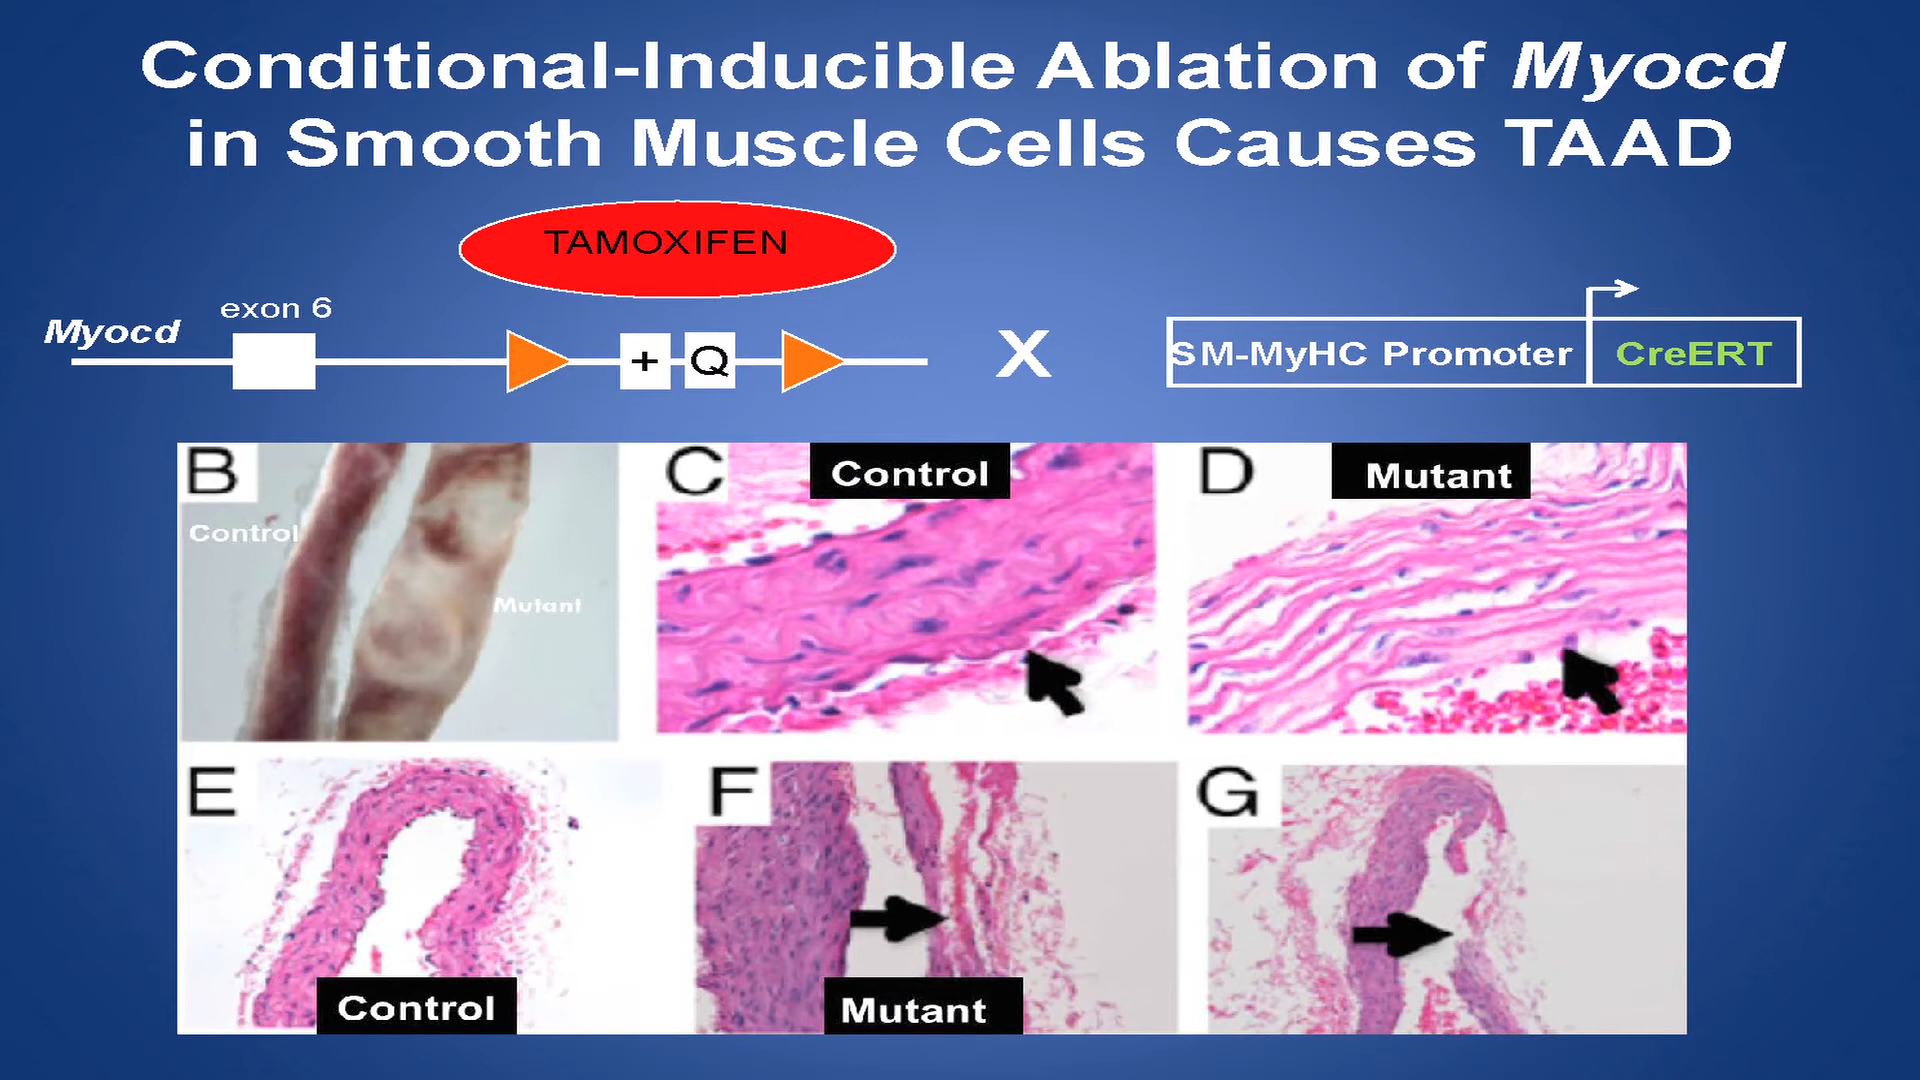 Conditional-Inducible Ablation of Myocd
in Smooth Muscle Cells Causes TAAD
TAMOXIFEN
Myocd
exon 6
+ Q
X
SM-MyHC Promoter
CreERT
B
Control
Mutant
C
Control
D
Mutant
E
Control
F
Mutant
G